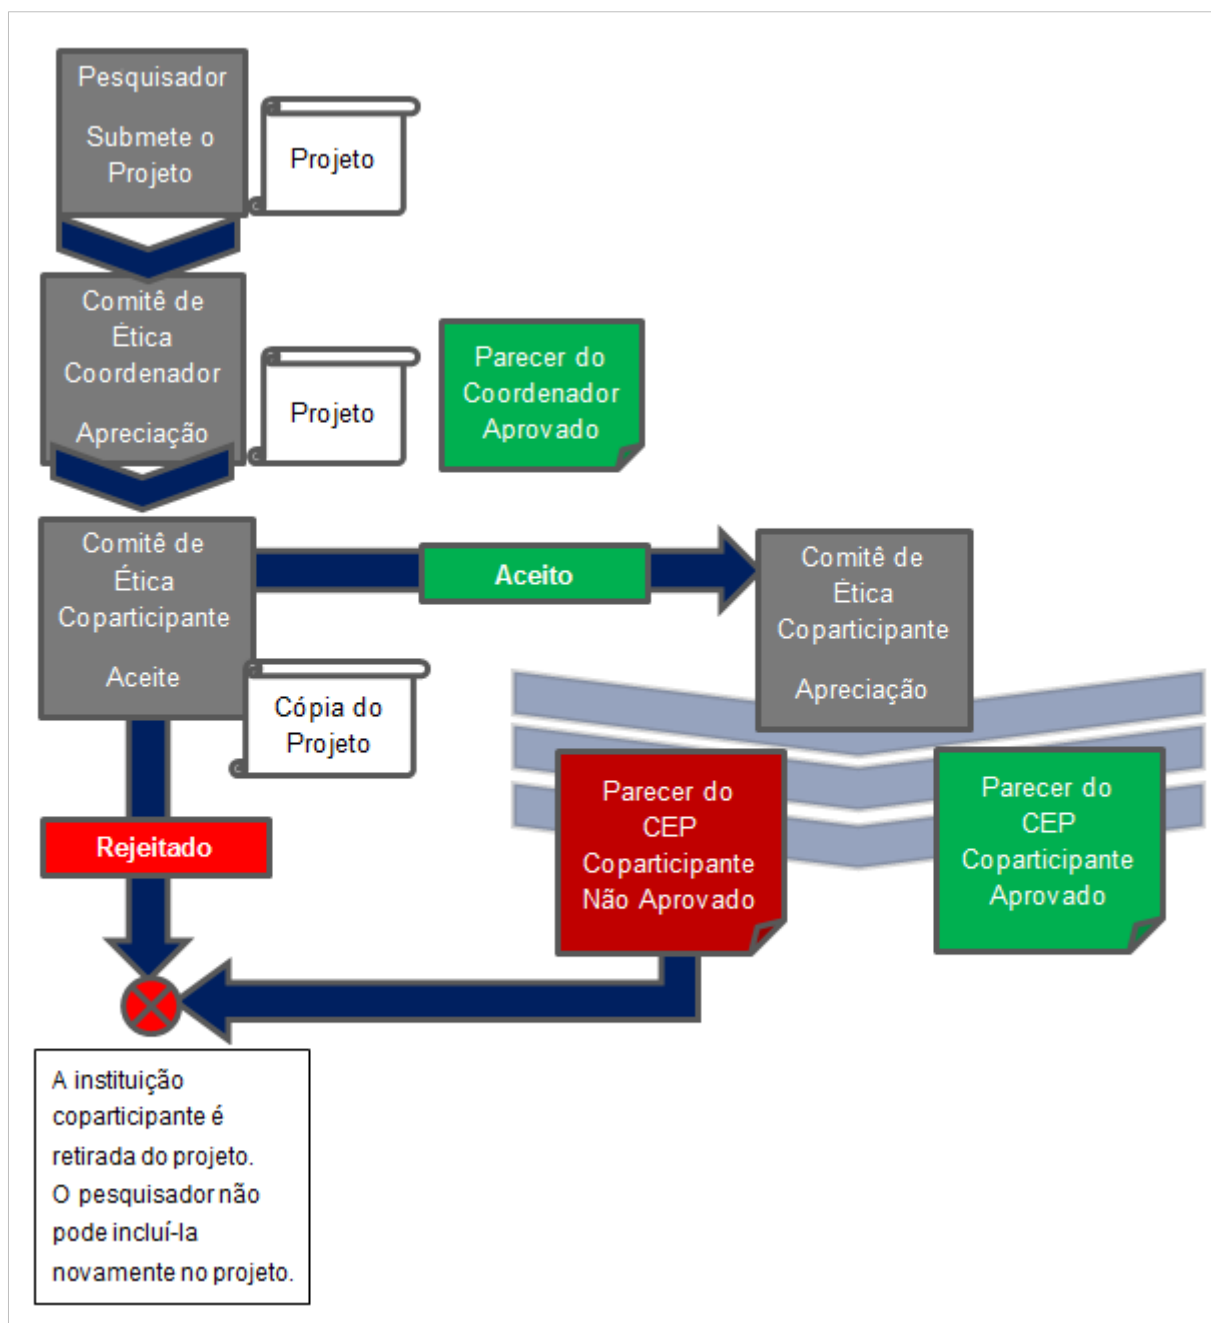 Pesquisador
Submete o
Projeto
Projeto
Comitê de
Ética
Coordenador
Apreciação
Projeto
Parecer do
Coordenador
Aprovado
Comitê de
Ética
Coparticipante
Aceite
Cópia do
Projeto
Aceito
Comitê de
Ética
Coparticipante
Apreciação
Rejeitado
Parecer do
CEP
Coparticipante
Não Aprovado
Parecer do
CEP
Coparticipante
Aprovado
A instituição
coparticipante é
retirada do projeto.
O pesquisador não
pode incluí-la
novamente no projeto.